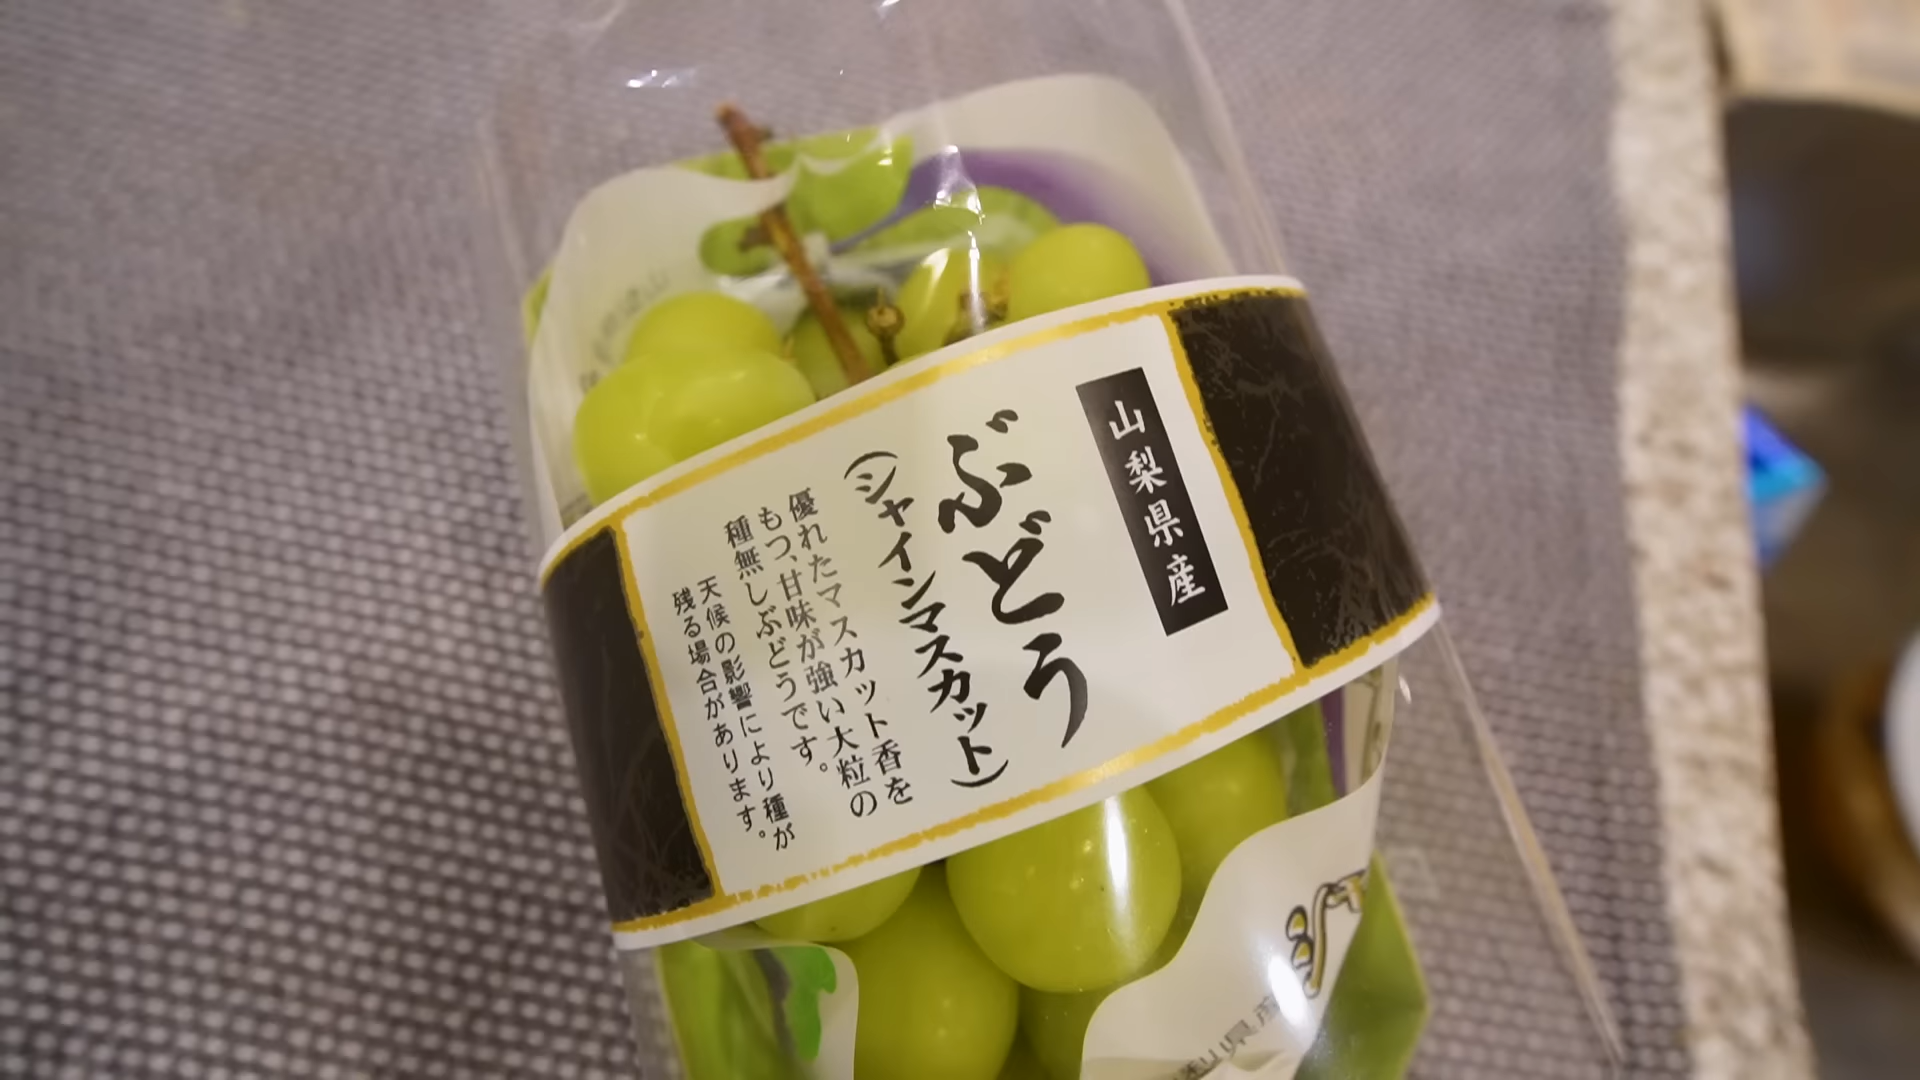 山梨県産
ぶどう
(シャインマスカット)
優れたマスカット香を
もつ、甘味が強い大粒の
種無しぶどうです。
天候の影響により種が
残る場合があります。